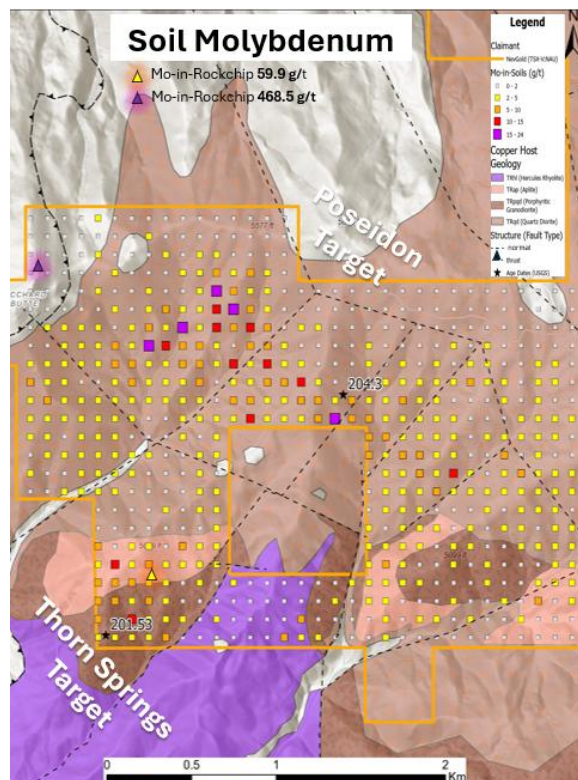 Soil Molybdenum
Mo-in-Rockchip 59.9 g/t
Mo-in-Rockchip 468.5 g/t
Legend
Claimant
NevGold (TSX-V:NAU)
Mo-in-Soils (g/t)
0 - 2
2 - 5
5 - 10
10 - 15
15 - 24
Copper Host
Geology
TRhl (Hercules Rhyolite)
TRap (Aplite)
TRpgd (Porphyritic
Granodiorite)
TRqd (Quartz Diorite)
Structure (Fault Type)
normal
thrust
Age Dates (USGS)
Poseidon
Target
BUTTE
204.3
201.53
Thorn Springs
Target
0 0.5 1 2
Km